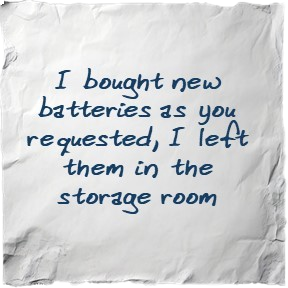 I bought new
batteries as you
requested, I left
them in the
storage room